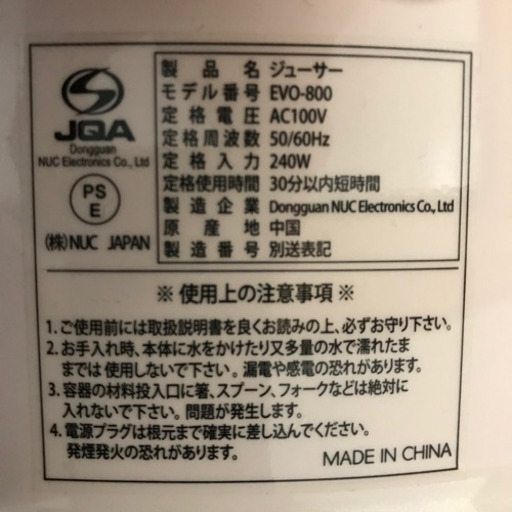 JQA
Dongguan
NUC Electronics Co., Ltd
PS
E
(株)NUC JAPAN
製品名 ジューサー
モデル番号 EVO-800
定格電圧 AC100V
定格周波数 50/60Hz
定格入力 240W
定格使用時間 30分以内短時間
製造企業 Dongguan NUC Electronics Co., Ltd
原産地 中国
製造番号 別送表記
※ 使用上の注意事項 ※
1. ご使用前には取扱説明書を良くお読みの上、必ずお守り下さい。
2. お手入れ時、本体に水をかけたり又多量の水で濡れたま
までは使用しないで下さい。漏電や感電の恐れがあります。
3. 容器の材料投入口に箸、スプーン、フォークなどは絶対に
入れないで下さい。問題が発生します。
4. 電源プラグは根元まで確実に差し込んでください。
発煙発火の恐れがあります。
MADE IN CHINA